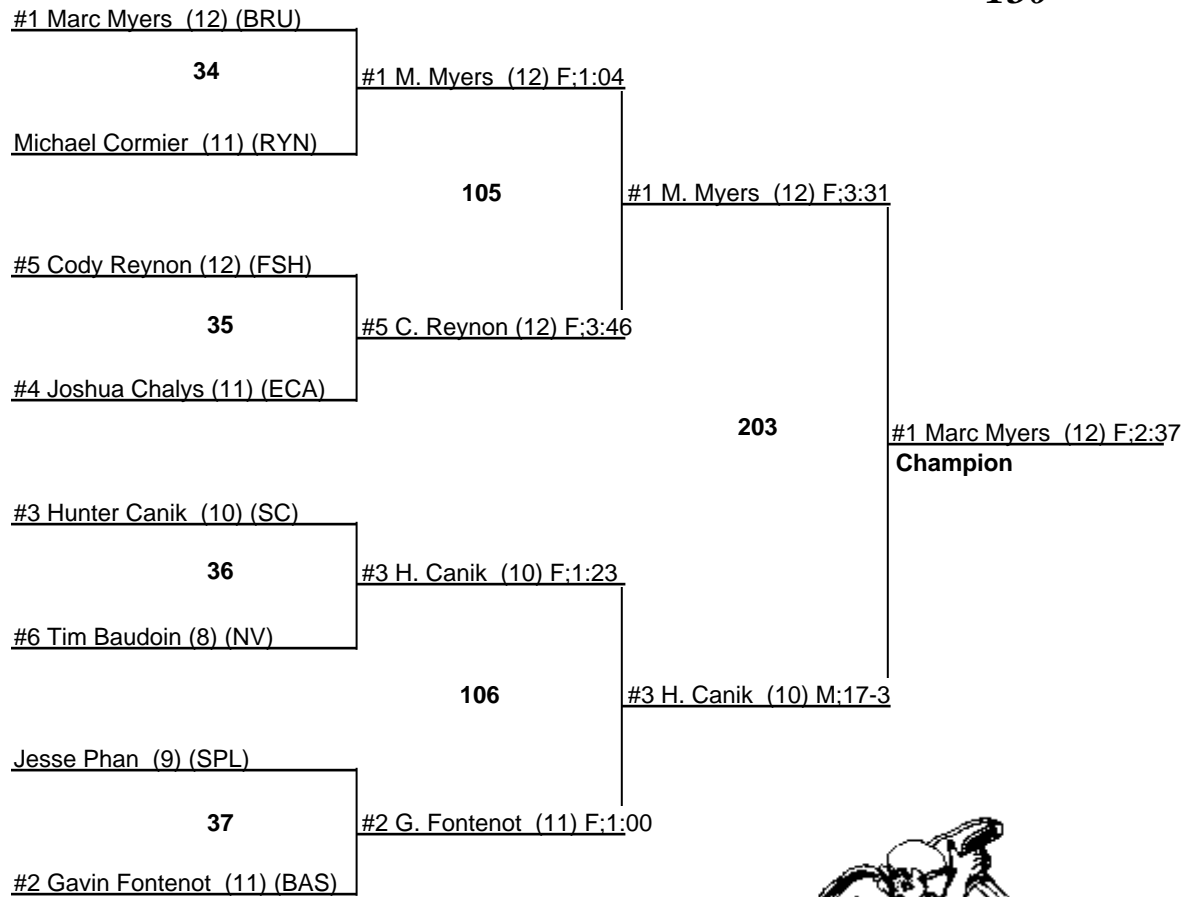 #1 Marc Myers (12) (BRU)
34
#1 M. Myers (12) F;1:04
Michael Cormier (11) (RYN)
105
#1 M. Myers (12) F;3:31
#5 Cody Reynon (12) (FSH)
35
#5 C. Reynon (12) F;3:46
#4 Joshua Chalys (11) (ECA)
203
#1 Marc Myers (12) F;2:37
Champion
#3 Hunter Canik (10) (SC)
36
#3 H. Canik (10) F;1:23
#6 Tim Baudoin (8) (NV)
106
#3 H. Canik (10) M;17-3
Jesse Phan (9) (SPL)
37
#2 G. Fontenot (11) F;1:00
#2 Gavin Fontenot (11) (BAS)